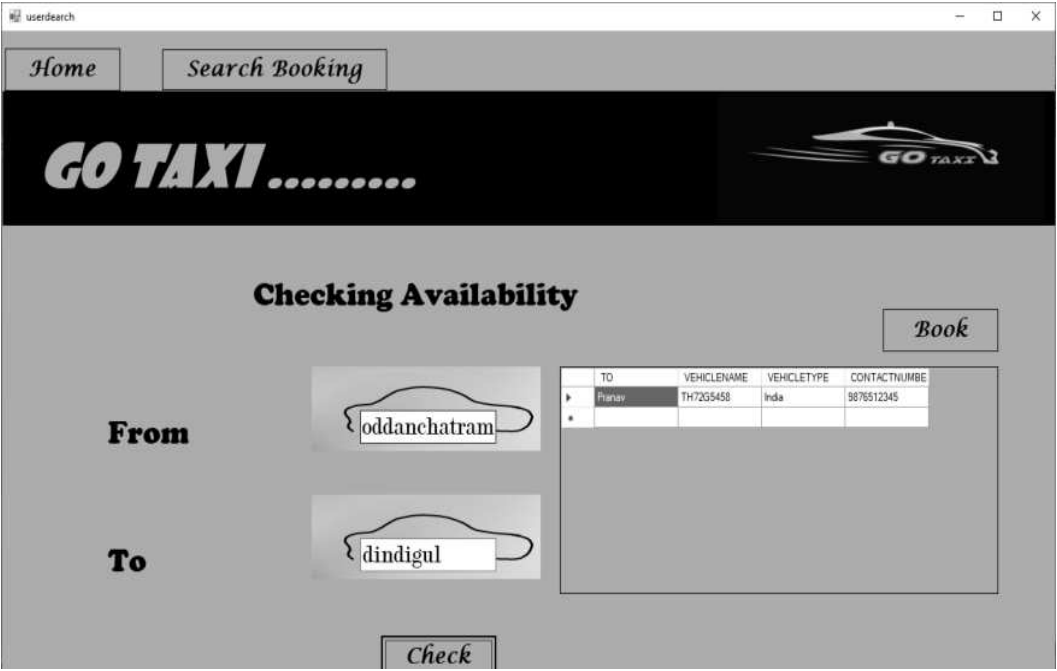 userdearch
Home
Search Booking
GO TAXI .........
GO TAXI
Checking Availability
Book
From
oddanchatram
To
dindigul
TO VEHICLENAME VEHICLETYPE CONTACTNUMBE
Pranav TH72G5458 India 9876512345
Check